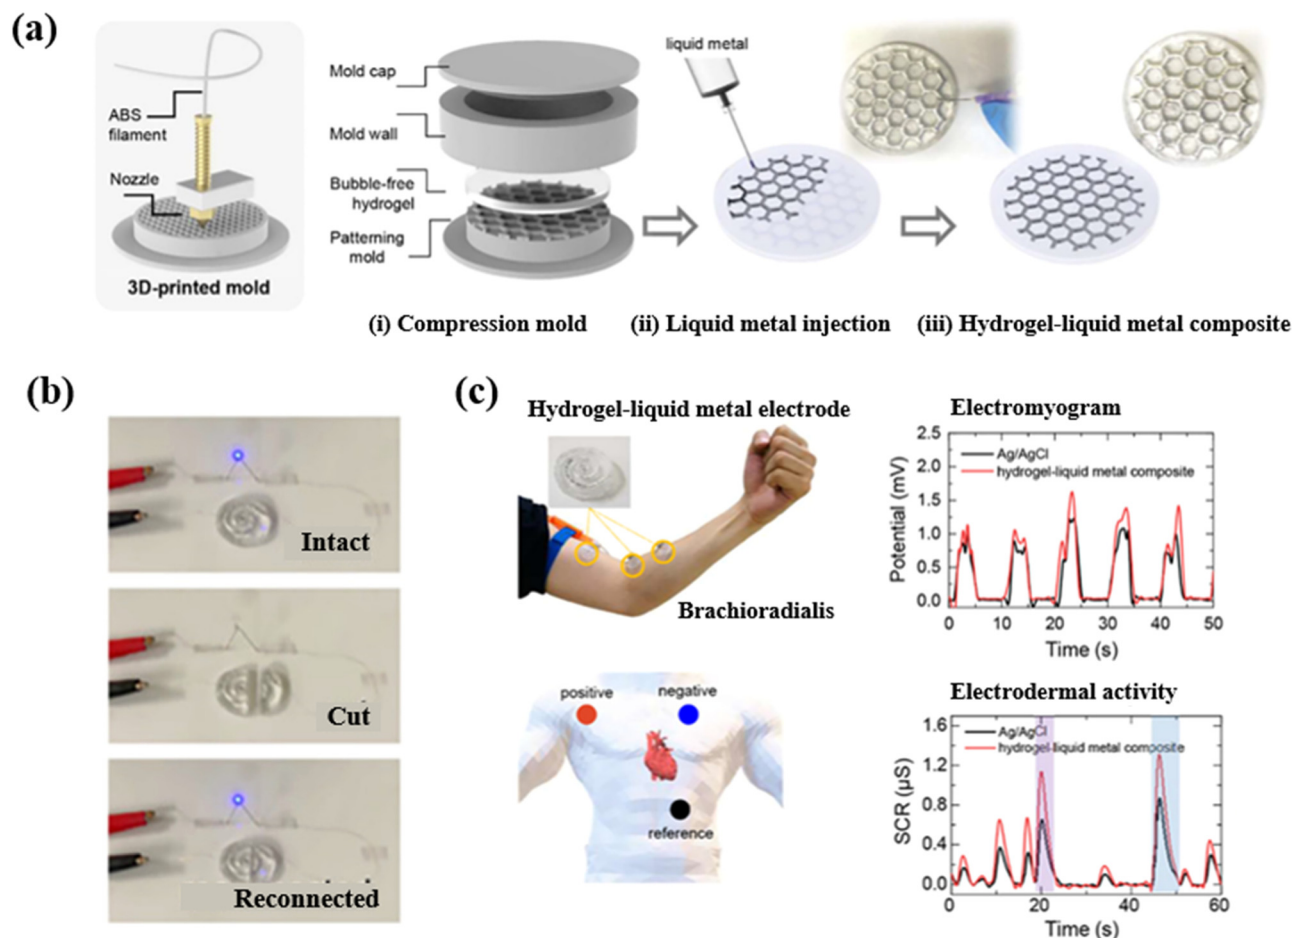 (a)
ABS
filament
Nozzle
3D-printed mold
Mold cap
Mold wall
Bubble-free
hydrogel
Patterning
mold
liquid metal
(i) Compression mold
(ii) Liquid metal injection
(iii) Hydrogel-liquid metal composite
(b)
Intact
Cut
Reconnected
(c)
Hydrogel-liquid metal electrode
Brachioradialis
positive
negative
reference
Electromyogram
Ag/AgCl
hydrogel-liquid metal composite
Potential (mV)
2.5
2.0
1.5
1.0
0.5
0.0
0 10 20 30 40 50
Time (s)
Electrodermal activity
Ag/AgCl
hydrogel-liquid metal composite
SCR (μS)
1.6
1.2
0.8
0.4
0.0
0 20 40 60
Time (s)